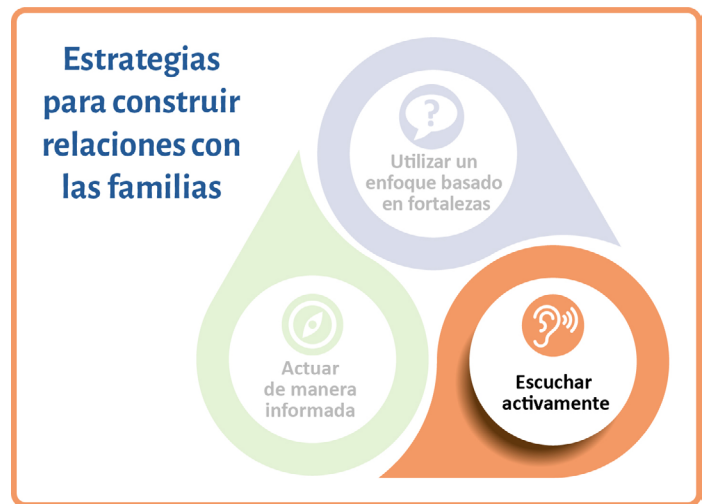 Estrategias
para construir
relaciones con
las familias
?
Utilizar un
enfoque basado
en fortalezas
Actuar
de manera
informada
Escuchar
activamente